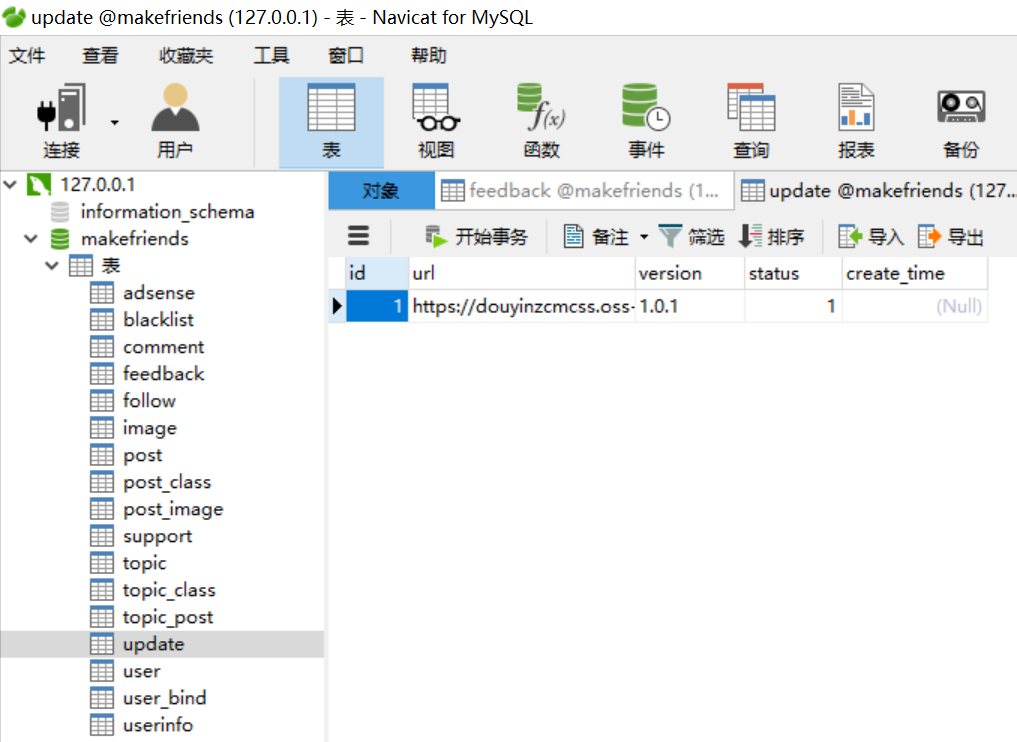 update @makefriends (127.0.0.1) - 表 - Navicat for MySQL
文件 查看 收藏夹 工具 窗口 帮助
连接 用户 表 视图 函数 事件 查询 报表 备份
127.0.0.1
information_schema
makefriends
表
adsense
blacklist
comment
feedback
follow
image
post
post_class
post_image
support
topic
topic_class
topic_post
update
user
user_bind
userinfo
对象 feedback @makefriends (1... update @makefriends (127...
开始事务 备注 筛选 排序 导入 导出
id url version status create_time
1 https://douyinzcmcss.oss- 1.0.1 1 (Null)